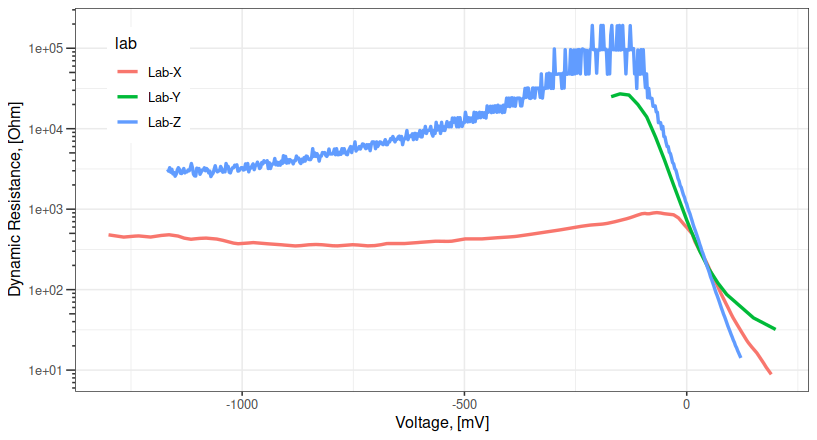 lab
Lab-X
Lab-Y
Lab-Z
Dynamic Resistance, [Ohm]
1e+05
1e+04
1e+03
1e+02
1e+01
-1000 -500 0
Voltage, [mV]